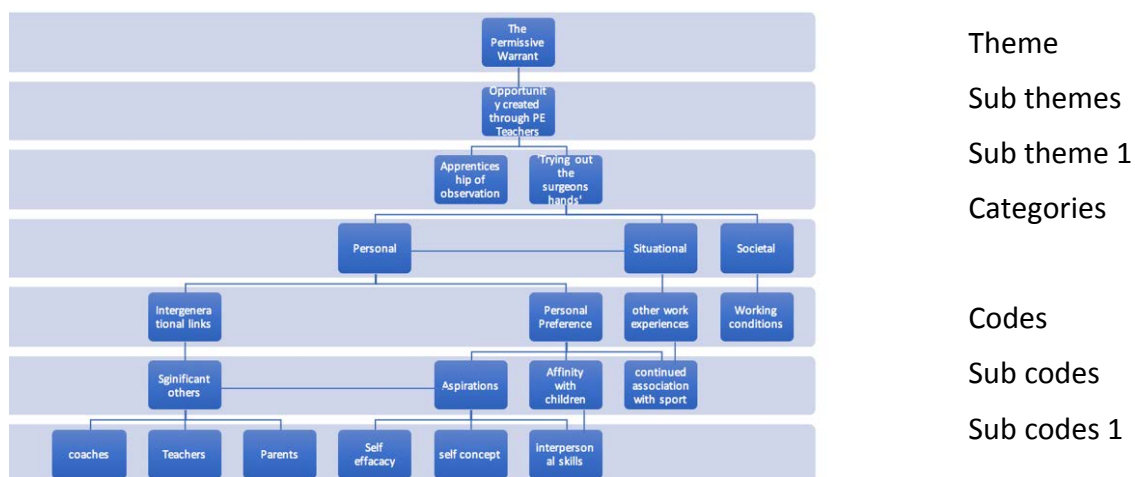 The
Permissive
Warrant
Theme
Opportunit
y created
through PE
Teachers
Sub themes
Apprentices
hip of
observation
'Trying out
the
surgeons
hands'
Sub theme 1
Personal
Situational
Societal
Categories
Intergenera
tional links
Personal
Preference
other work
experiences
Working
conditions
Codes
Sginificant
others
Aspirations
Affinity
with
children
continued
association
with sport
Sub codes
coaches
Teachers
Parents
Self
effacacy
self concept
interperson
al skills
Sub codes 1